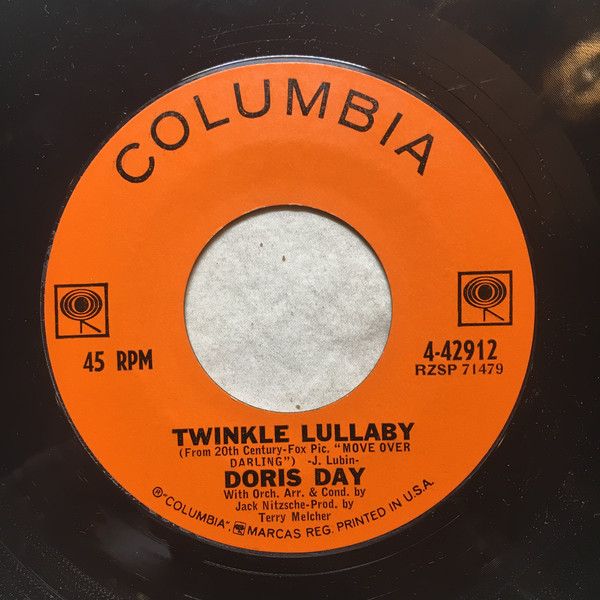 COLUMBIA
45 RPM
4-42912
RZSP 71479
TWINKLE LULLABY
(From 20th Century-Fox Pic. "MOVE OVER
DARLING") -J. Lubin-
DORIS DAY
With Orch. Arr. & Cond. by
Jack Nitzsche-Prod. by
Terry Melcher
® "COLUMBIA", MARCAS REG. PRINTED IN U.S.A.